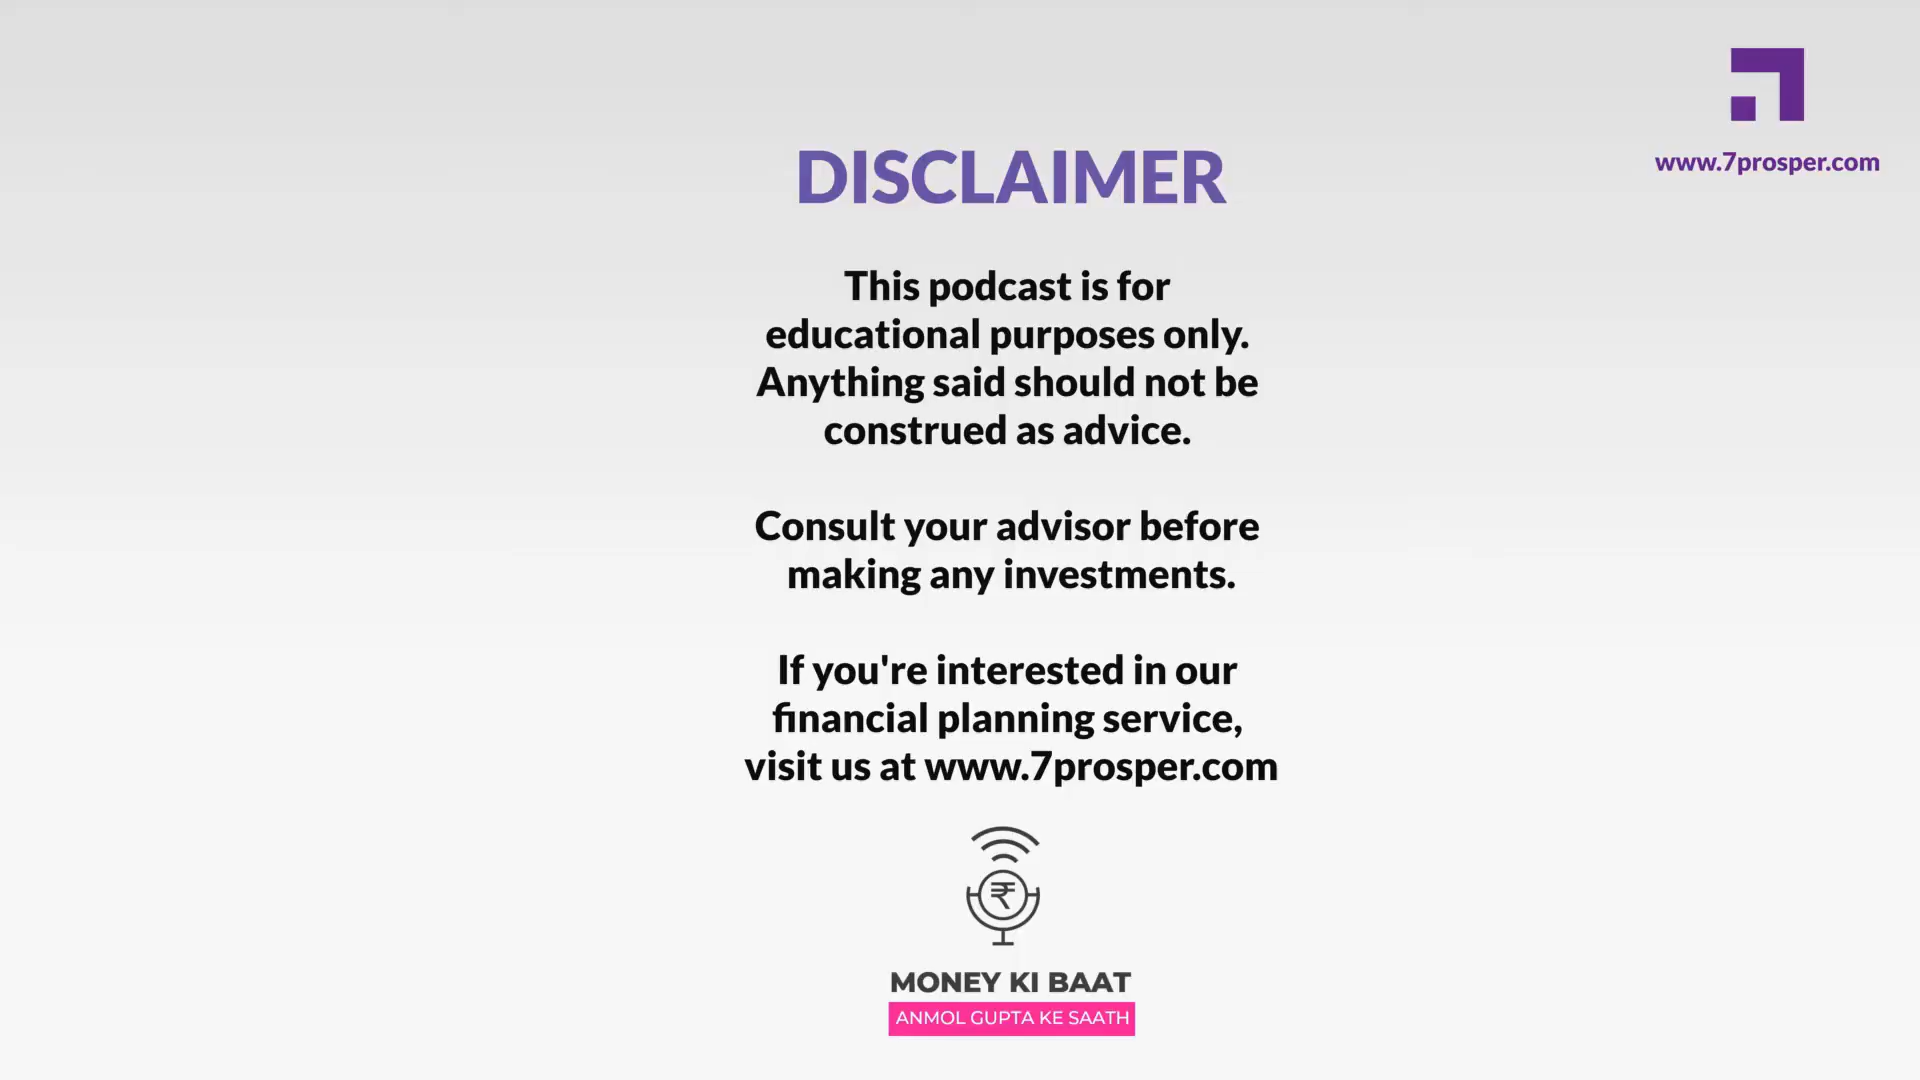 www.7prosper.com
DISCLAIMER
This podcast is for
educational purposes only.
Anything said should not be
construed as advice.
Consult your advisor before
making any investments.
If you're interested in our
financial planning service,
visit us at www.7prosper.com
₹
MONEY KI BAAT
ANMOL GUPTA KE SAATH